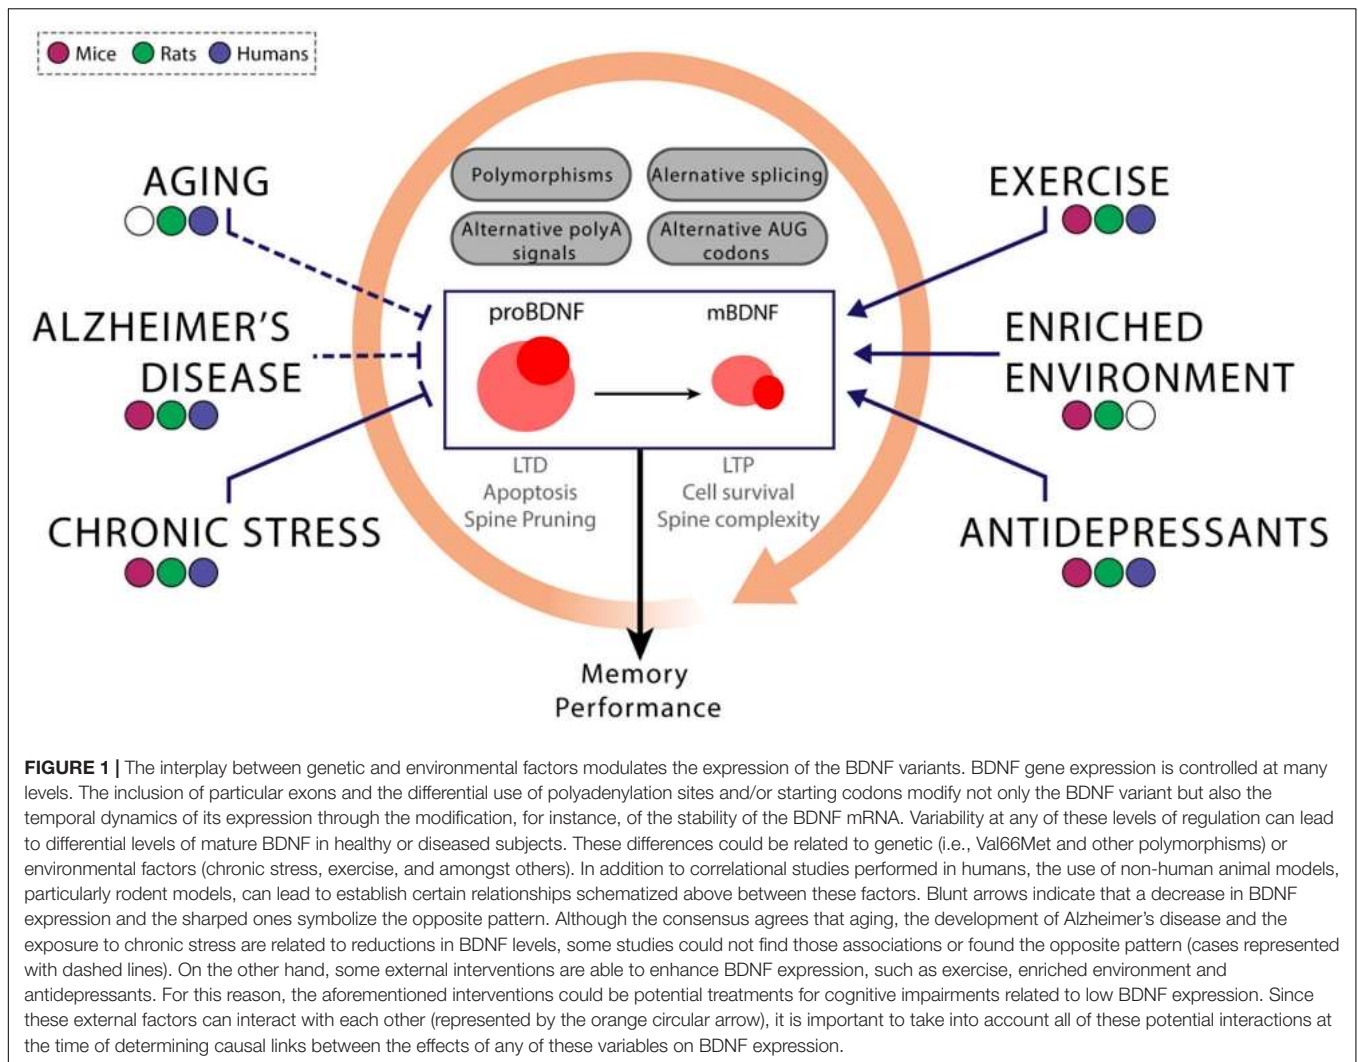 Mice Rats Humans
AGING
ALZHEIMER'S
DISEASE
CHRONIC STRESS
Polymorphisms
Alernative splicing
Alternative polyA
signals
Alternative AUG
codons
proBDNF
mBDNF
LTD
Apoptosis
Spine Pruning
LTP
Cell survival
Spine complexity
EXERCISE
ENRICHED
ENVIRONMENT
ANTIDEPRESSANTS
Memory
Performance
FIGURE 1 | The interplay between genetic and environmental factors modulates the expression of the BDNF variants. BDNF gene expression is controlled at many
levels. The inclusion of particular exons and the differential use of polyadenylation sites and/or starting codons modify not only the BDNF variant but also the
temporal dynamics of its expression through the modification, for instance, of the stability of the BDNF mRNA. Variability at any of these levels of regulation can lead
to differential levels of mature BDNF in healthy or diseased subjects. These differences could be related to genetic (i.e., Val66Met and other polymorphisms) or
environmental factors (chronic stress, exercise, and amongst others). In addition to correlational studies performed in humans, the use of non-human animal models,
particularly rodent models, can lead to establish certain relationships schematized above between these factors. Blunt arrows indicate that a decrease in BDNF
expression and the sharped ones symbolize the opposite pattern. Although the consensus agrees that aging, the development of Alzheimer's disease and the
exposure to chronic stress are related to reductions in BDNF levels, some studies could not find those associations or found the opposite pattern (cases represented
with dashed lines). On the other hand, some external interventions are able to enhance BDNF expression, such as exercise, enriched environment and
antidepressants. For this reason, the aforementioned interventions could be potential treatments for cognitive impairments related to low BDNF expression. Since
these external factors can interact with each other (represented by the orange circular arrow), it is important to take into account all of these potential interactions at
the time of determining causal links between the effects of any of these variables on BDNF expression.